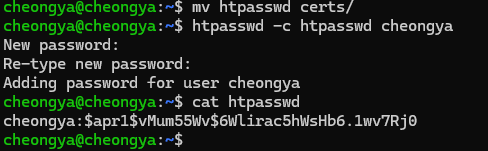 cheongya@cheongya:~$ mv htpasswd certs/
cheongya@cheongya:~$ htpasswd -c htpasswd cheongya
New password:
Re-type new password:
Adding password for user cheongya
cheongya@cheongya:~$ cat htpasswd
cheongya:$apr1$vMum55Wv$6Wlirac5hWsHb6.1wv7Rj0
cheongya@cheongya:~$